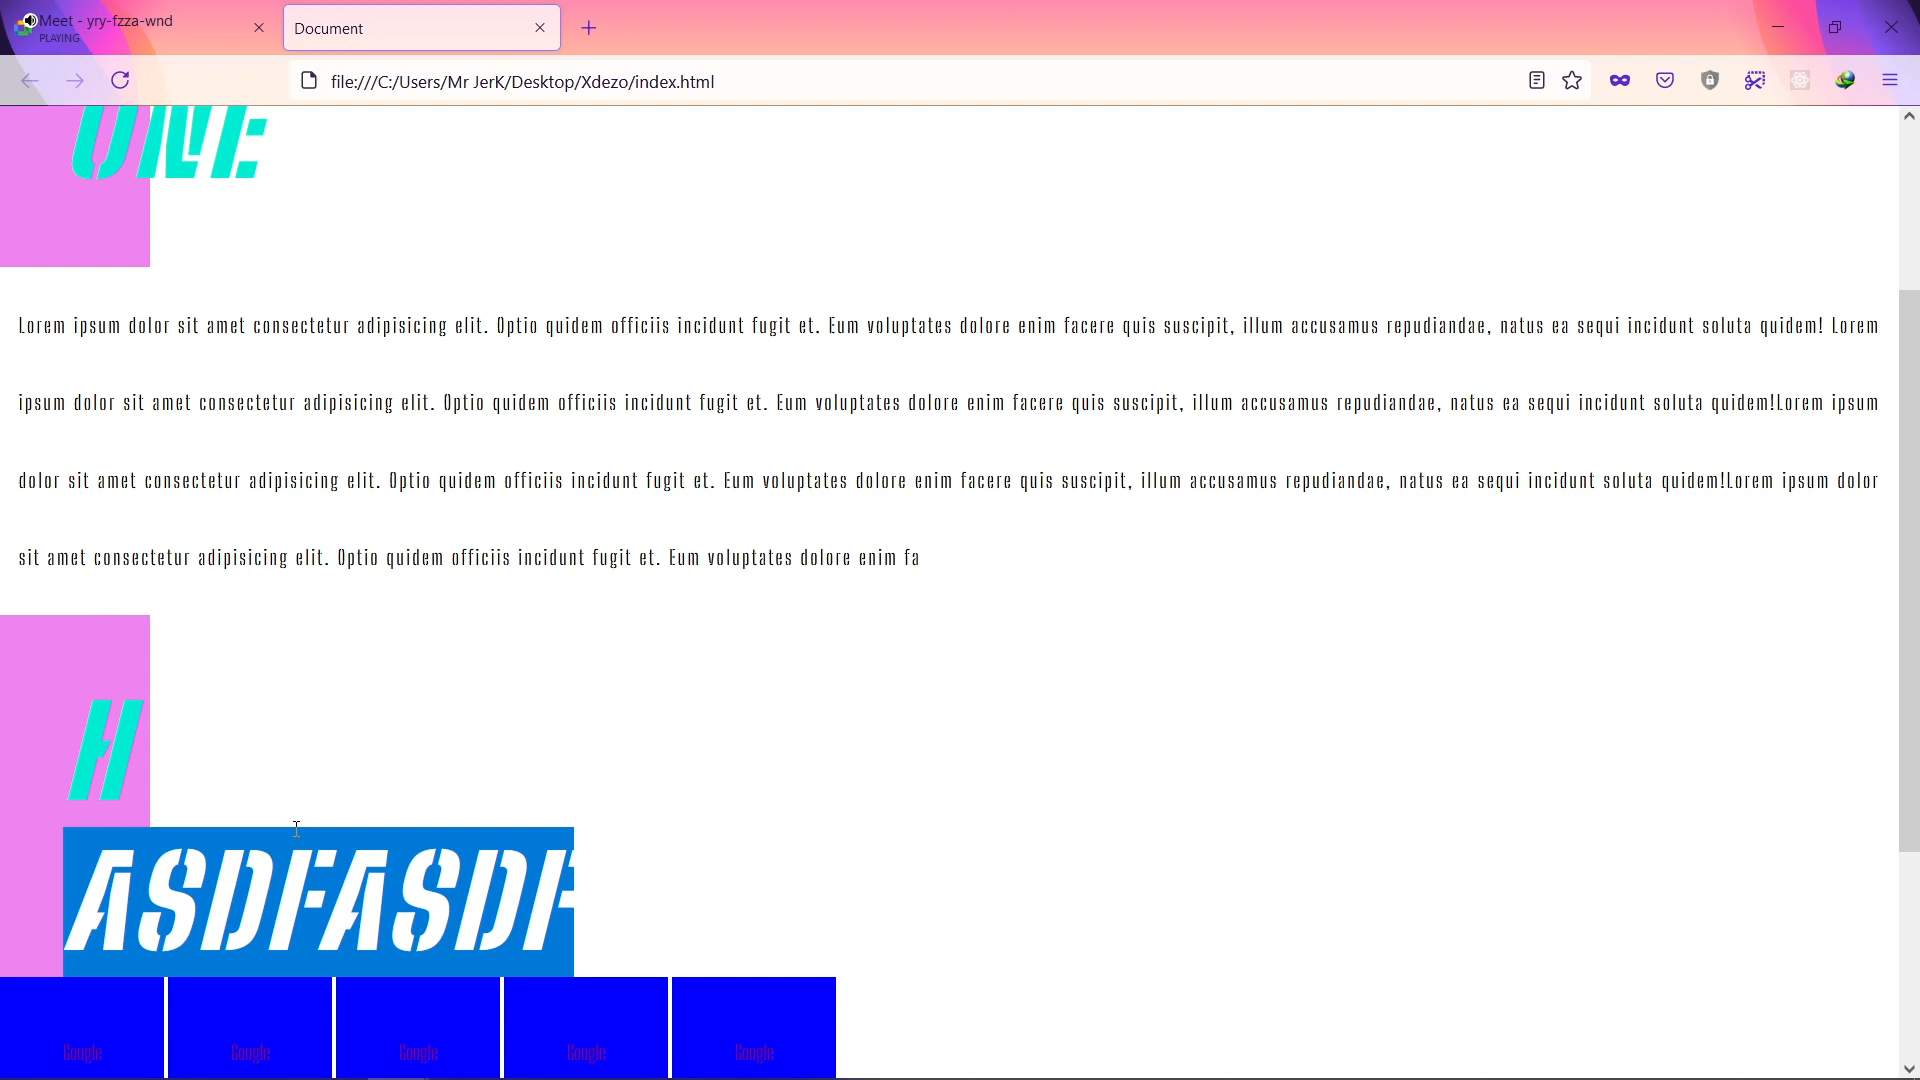 Meet - yry-fzza-wnd
PLAYING
Document
file:///C:/Users/Mr JerK/Desktop/Xdezo/index.html
ONE
Lorem ipsum dolor sit amet consectetur adipisicing elit. Optio quidem officiis incidunt fugit et. Eum voluptates dolore enim facere quis suscipit, illum accusamus repudiandae, natus ea sequi incidunt soluta quidem! Lorem
ipsum dolor sit amet consectetur adipisicing elit. Optio quidem officiis incidunt fugit et. Eum voluptates dolore enim facere quis suscipit, illum accusamus repudiandae, natus ea sequi incidunt soluta quidem!Lorem ipsum
dolor sit amet consectetur adipisicing elit. Optio quidem officiis incidunt fugit et. Eum voluptates dolore enim facere quis suscipit, illum accusamus repudiandae, natus ea sequi incidunt soluta quidem!Lorem ipsum dolor
sit amet consectetur adipisicing elit. Optio quidem officiis incidunt fugit et. Eum voluptates dolore enim fa
H
ASDFASDF
Google Google Google Google Google